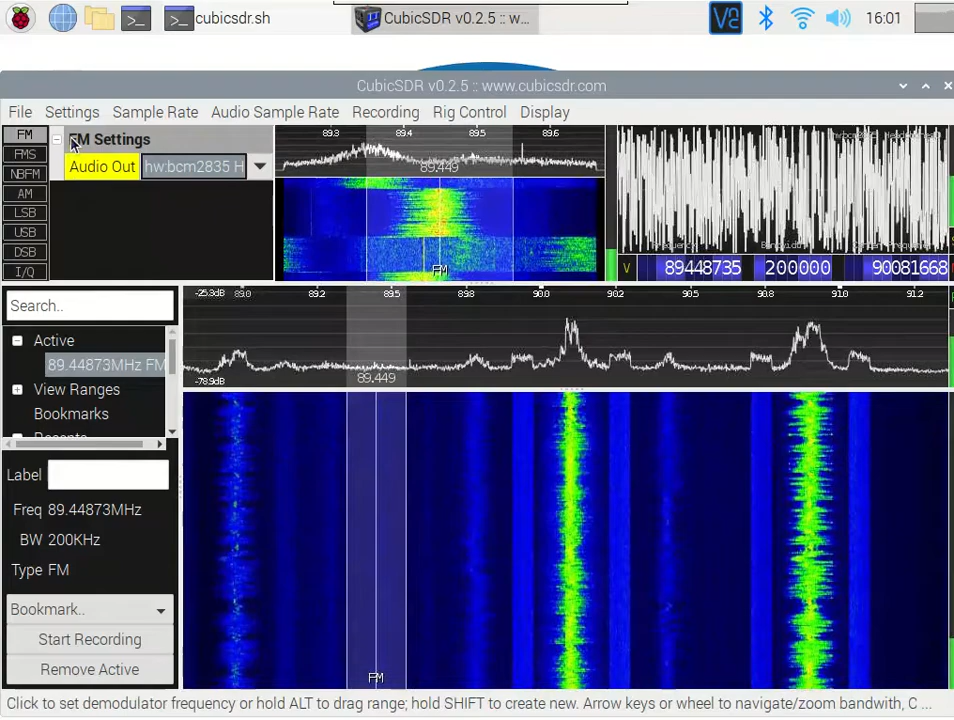 cubicsdr.sh
CubicSDR v0.2.5 :: w...
V2
16:01
CubicSDR v0.2.5 :: www.cubicsdr.com
File Settings Sample Rate Audio Sample Rate Recording Rig Control Display
FM
FMS
NBFM
AM
LSB
USB
DSB
I/Q
FM Settings
Audio Out hw:bcm2835 H
89.3 89.4 89.5 89.6
89.449
FM
V 89448735 200000 90081668
Search..
Active
89.44873MHz FM
View Ranges
Bookmarks
Recents
Label
Freq 89.44873MHz
BW 200KHz
Type FM
Bookmark..
Start Recording
Remove Active
-25.3dB 89.0 89.2 89.5 89.8 90.0 90.2 90.5 90.8 91.0 91.2
-78.9dB
89.449
FM
Click to set demodulator frequency or hold ALT to drag range; hold SHIFT to create new. Arrow keys or wheel to navigate/zoom bandwith, C ...